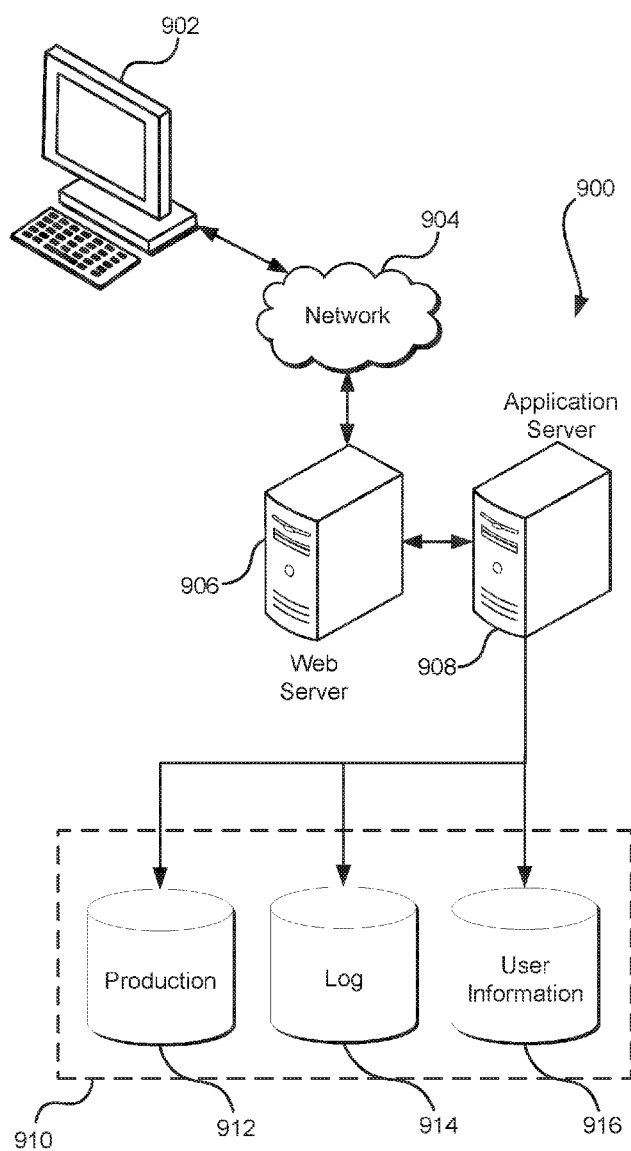 902
900
904
Network
Application
Server
906
Web
Server
908
Production
Log
User
Information
910
912
914
916